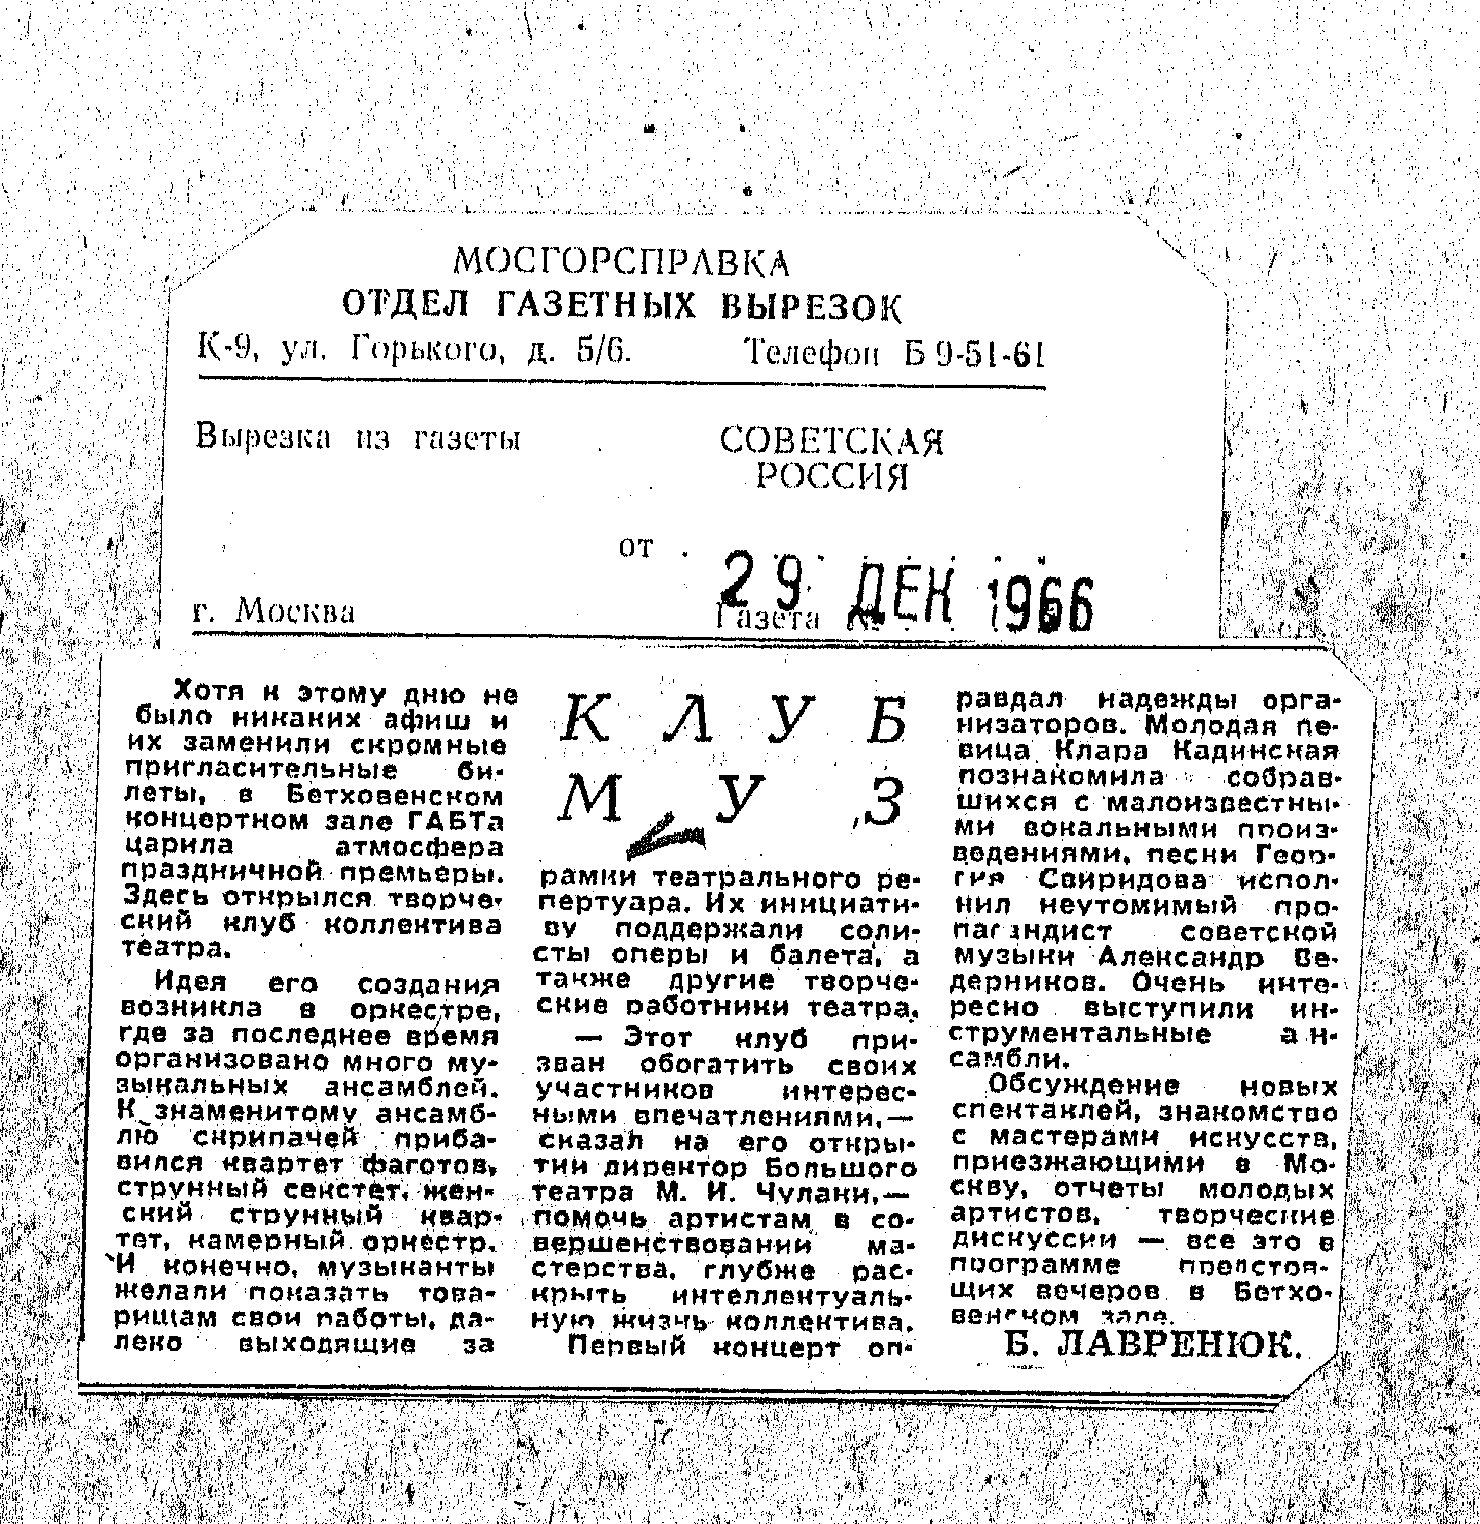 МОСГОРСПРАВКА
ОТДЕЛ ГАЗЕТНЫХ ВЫРЕЗОК
К-9, ул. Горького, д. 5/6. Телефон Б 9-51-61
Вырезка из газеты СОВЕТСКАЯ
РОССИЯ
от
29 ДЕК 1966
г. Москва Газета №
КЛУБ
МУЗ
Хотя к этому дню не
было никаких афиш и
их заменили скромные
пригласительные би-
леты, в Бетховенском
концертном зале ГАБТа
царила атмосфера
праздничной премьеры.
Здесь открылся творче-
ский клуб коллектива
театра.
Идея его создания
возникла в оркестре,
где за последнее время
организовано много му-
зыкальных ансамблей.
К знаменитому ансамб-
лю скрипачей приба-
вился квартет фаготов,
струнный секстет, жен-
ский струнный квар-
тет, камерный оркестр.
И конечно, музыканты
желали показать това-
рищам свои работы, да-
леко выходящие за
рамки театрального ре-
пертуара. Их инициати-
ву поддержали соли-
сты оперы и балета, а
также другие творче-
ские работники театра.
— Этот клуб при-
зван обогатить своих
участников интерес-
ными впечатлениями,—
сказал на его откры-
тии директор Большого
театра М. И. Чулаки,—
помочь артистам в со-
вершенствовании ма-
стерства, глубже рас-
крыть интеллектуаль-
ную жизнь коллектива.
Первый концерт оп-
равдал надежды орга-
низаторов. Молодая пе-
вица Клара Кадинская
познакомила собрав-
шихся с малоизвестны-
ми вокальными произ-
ведениями, песни Геор-
гия Свиридова испол-
нил неутомимый про-
пагандист советской
музыки Александр Ве-
дерников. Очень инте-
ресно выступили ин-
струментальные ан-
самбли.
Обсуждение новых
спектаклей, знакомство
с мастерами искусств,
приезжающими в Мо-
скву, отчеты молодых
артистов, творческие
дискуссии — все это в
программе предстоя-
щих вечеров в Бетхо-
венском зале.
Б. ЛАВРЕНЮК.